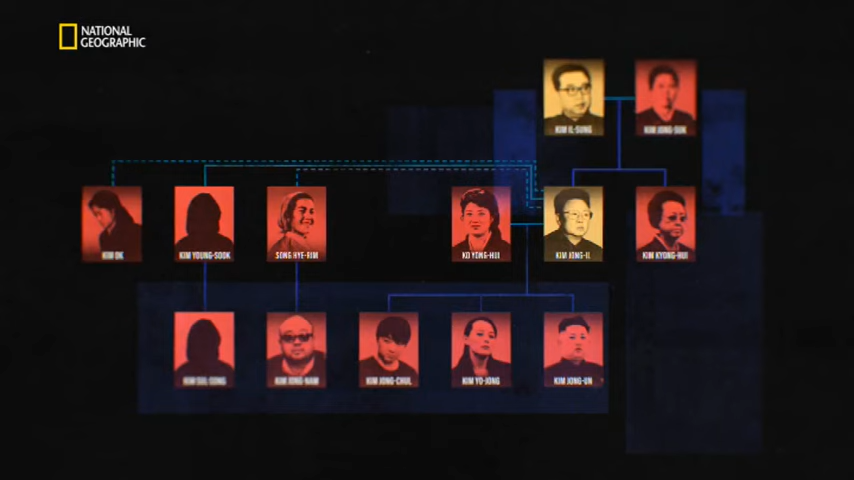 NATIONAL
GEOGRAPHIC
KIM IL-SUNG
KIM JONG-SUK
KIM OK
KIM YOUNG-SOOK
SONG HYE-RIM
KO YONG-HUI
KIM JONG-IL
KIM KYONG-HUI
KIM SUL-SONG
KIM JONG-NAM
KIM JONG-CHUL
KIM YO-JONG
KIM JONG-UN